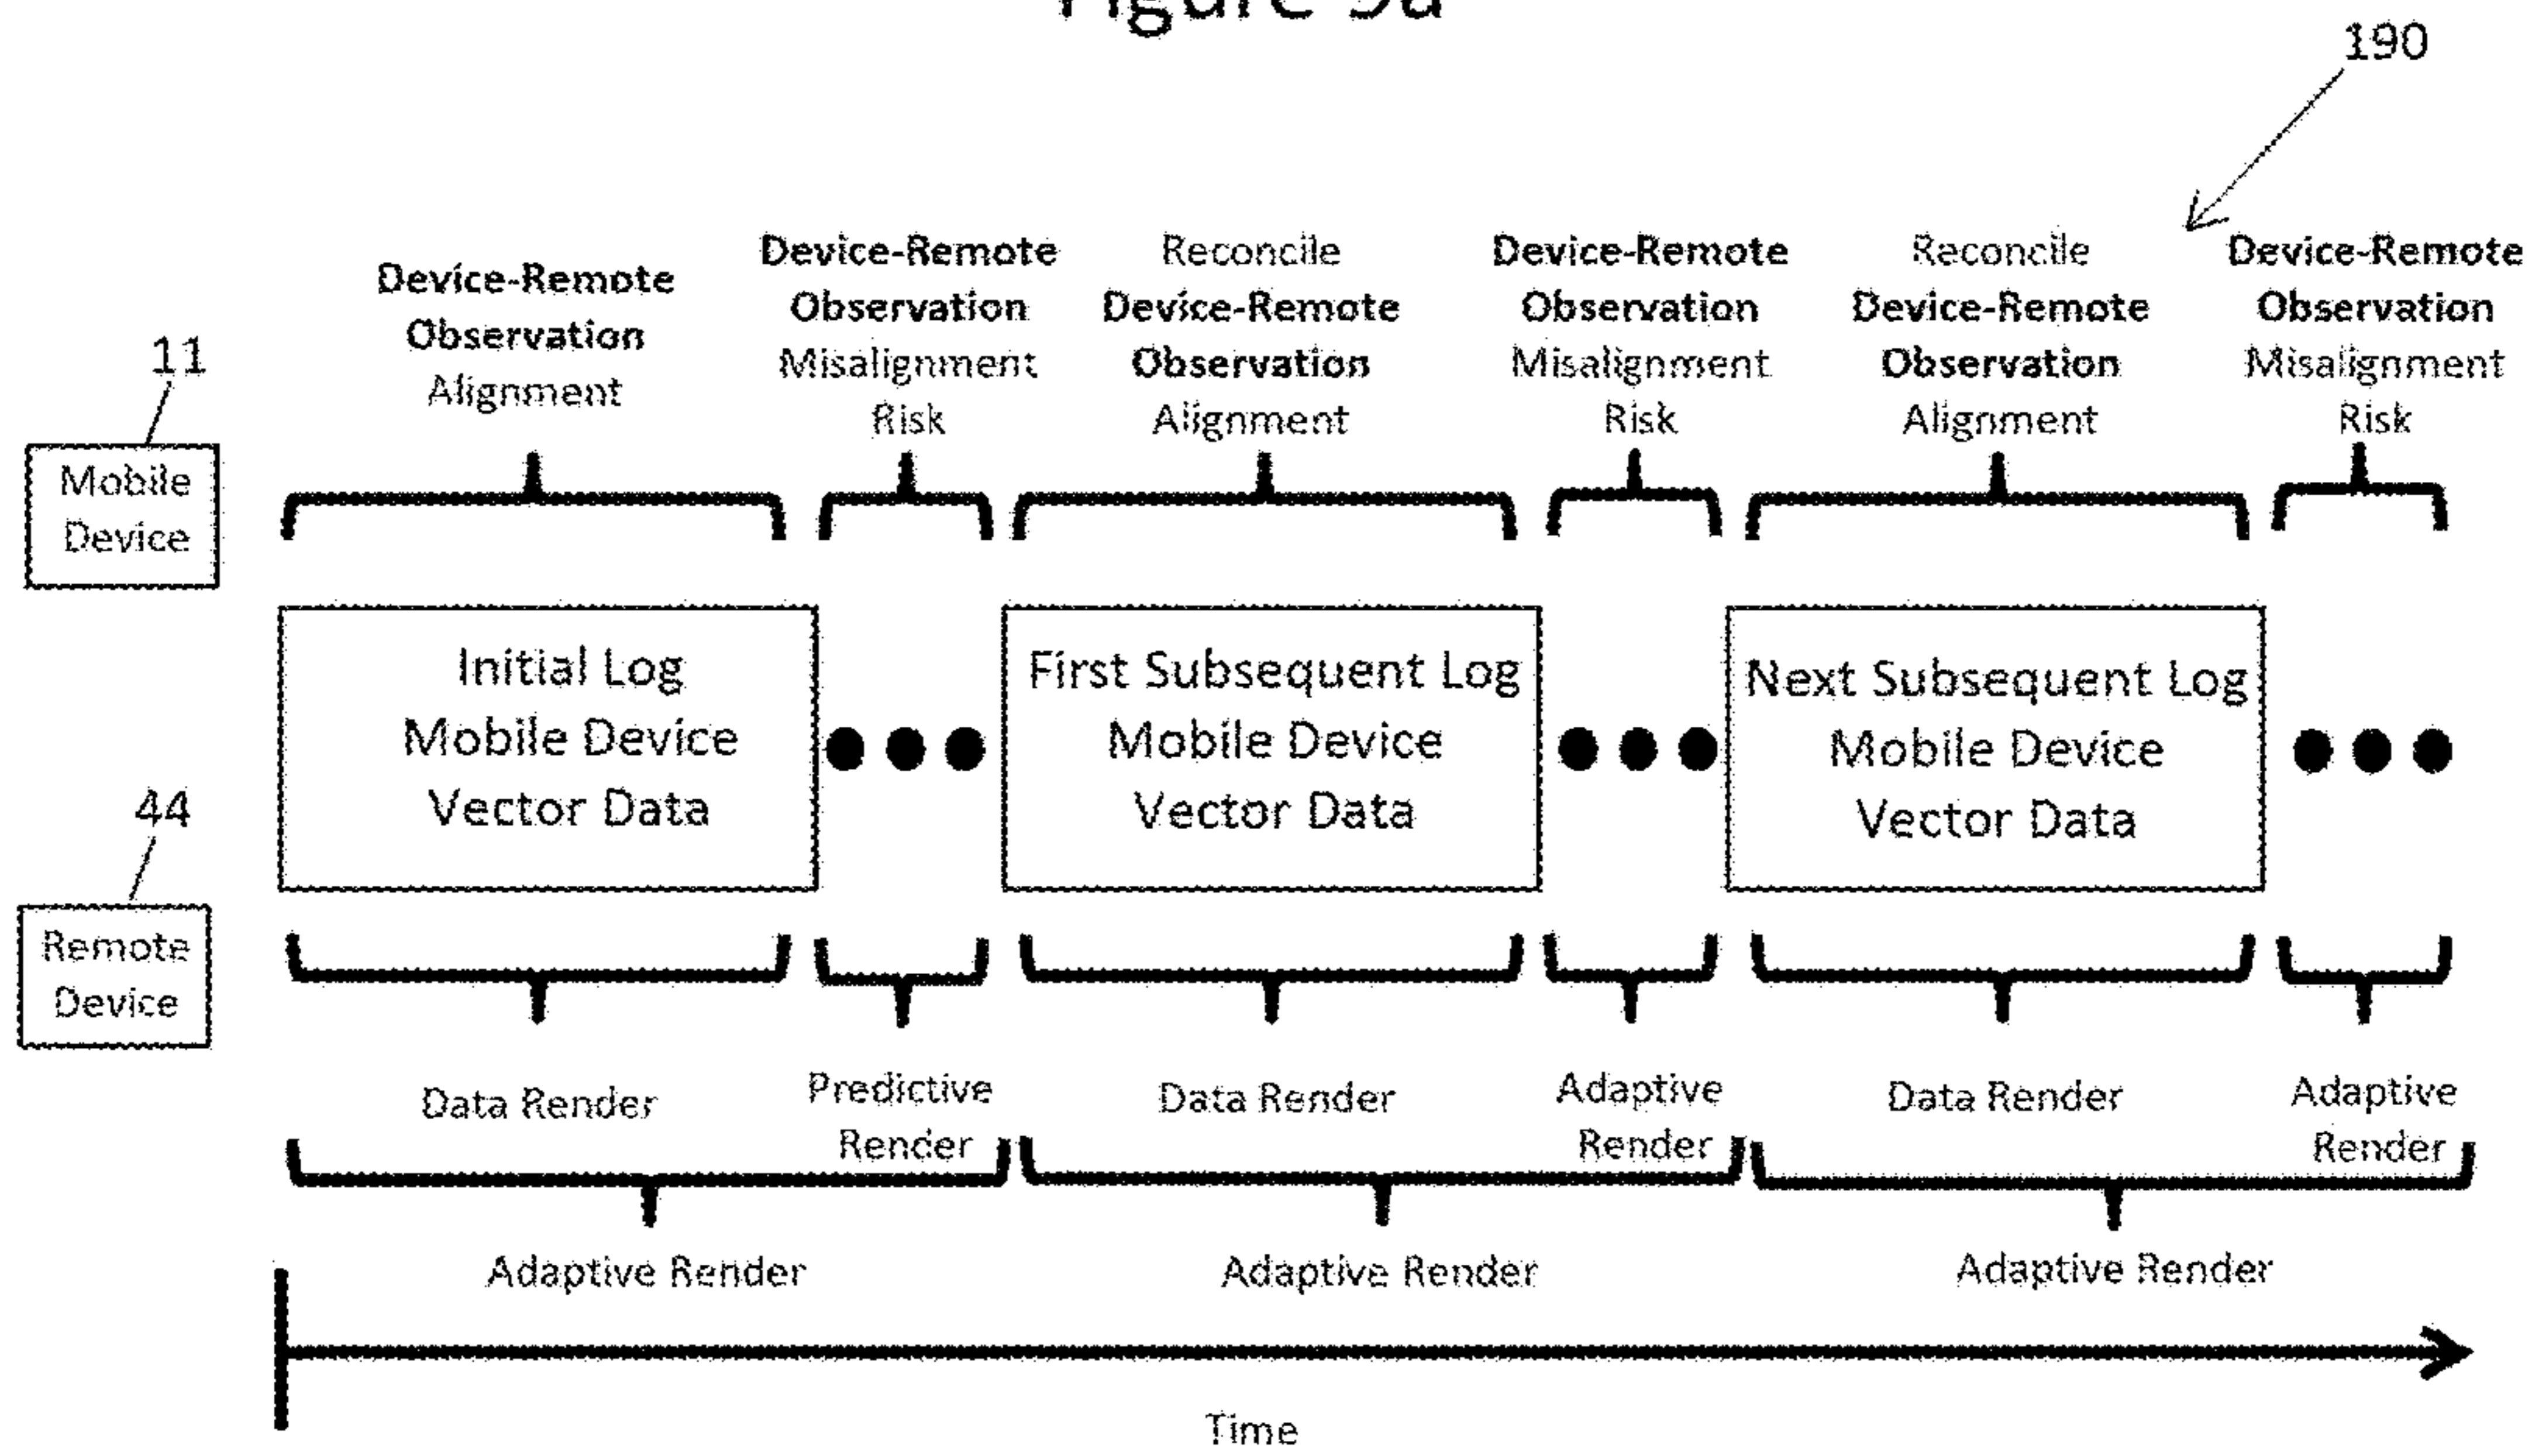 Figure 9a
190
Device-Remote
Observation
Alignment
Device-Remote
Observation
Misalignment
Risk
Reconcile
Device-Remote
Observation
Alignment
Device-Remote
Observation
Misalignment
Risk
Reconcile
Device-Remote
Observation
Alignment
Device-Remote
Observation
Misalignment
Risk
11
Mobile
Device
Initial Log
Mobile Device
Vector Data
First Subsequent Log
Mobile Device
Vector Data
Next Subsequent Log
Mobile Device
Vector Data
44
Remote
Device
Data Render
Predictive
Render
Data Render
Adaptive
Render
Data Render
Adaptive
Render
Adaptive Render
Adaptive Render
Adaptive Render
Time